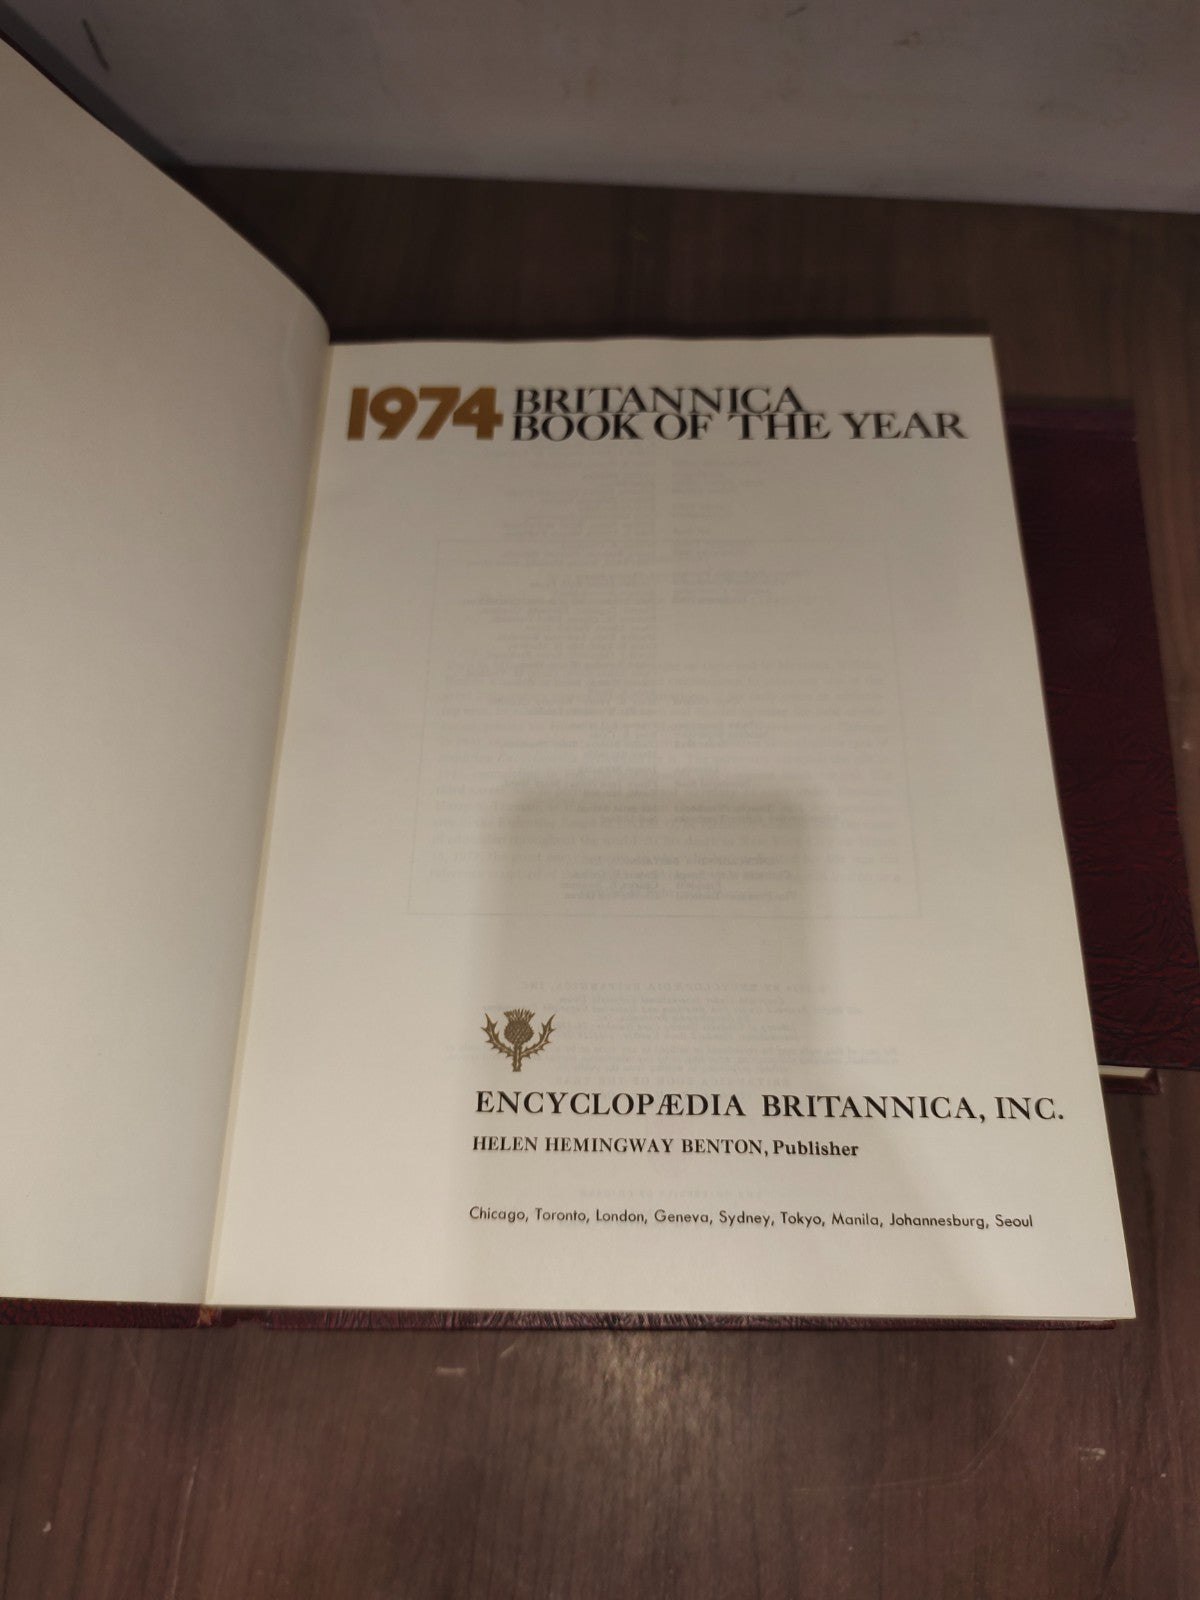 1974 BRITANNICA
BOOK OF THE YEAR
ENCYCLOPÆDIA BRITANNICA, INC.
HELEN HEMINGWAY BENTON, Publisher
Chicago, Toronto, London, Geneva, Sydney, Tokyo, Manila, Johannesburg, Seoul